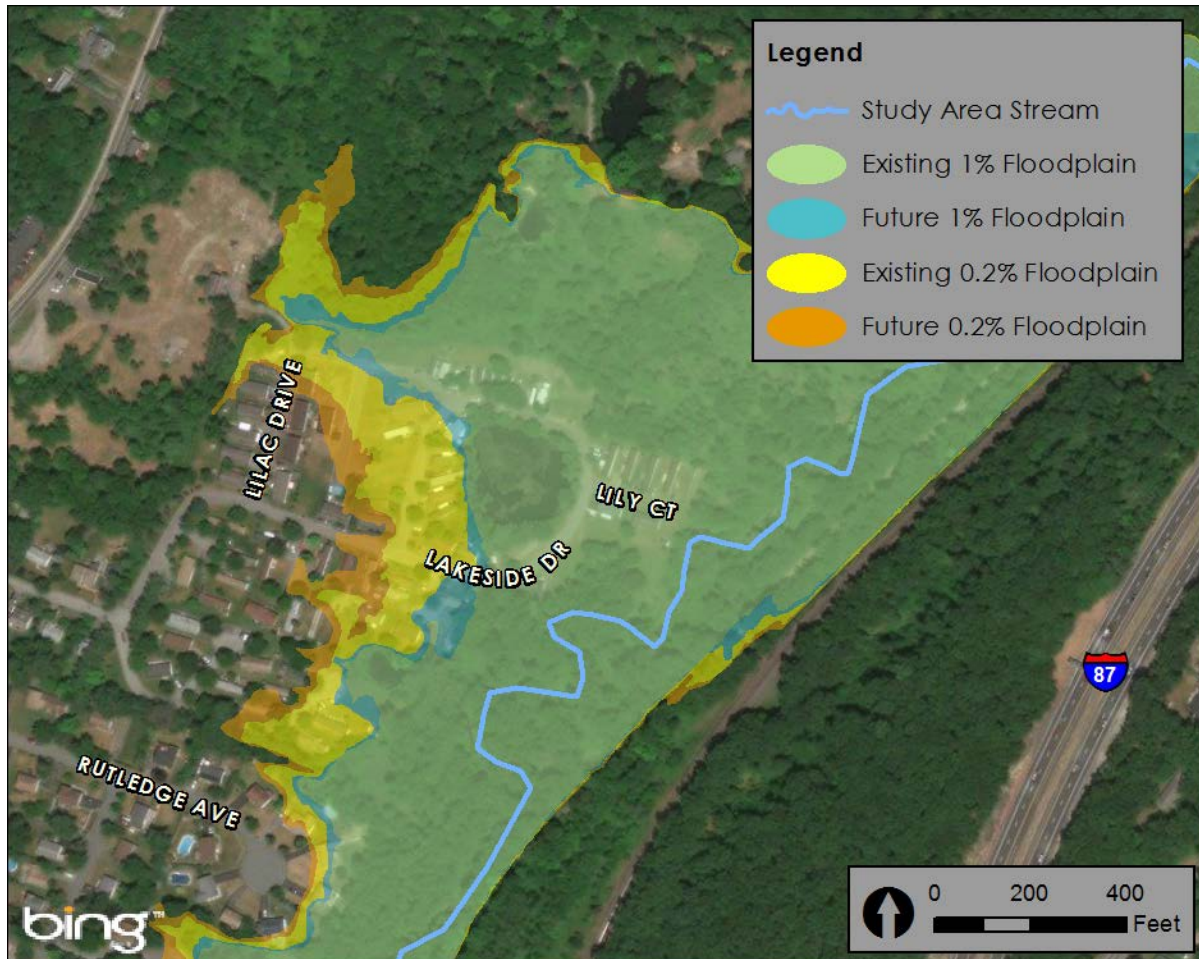 Legend
Study Area Stream
Existing 1% Floodplain
Future 1% Floodplain
Existing 0.2% Floodplain
Future 0.2% Floodplain
LILAC DRIVE
LILY CT
LAKESIDE DR
87
RUTLEDGE AVE
0 200 400
Feet
bing™